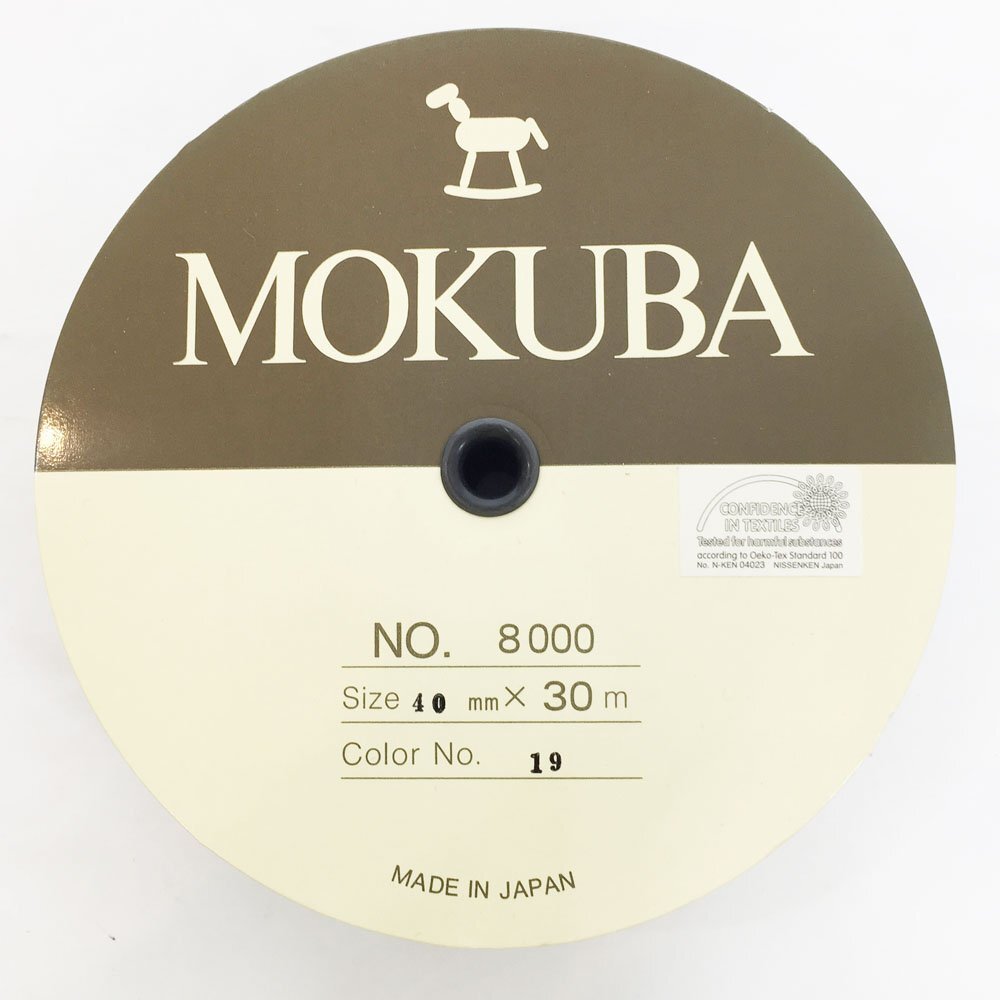 MOKUBA
CONFIDENCE
IN TEXTILES
Tested for harmful substances
according to Oeko-Tex Standard 100
No. N-KEN 04023 NISSENKEN Japan
NO. 8000
Size 40 mm × 30 m
Color No. 19
MADE IN JAPAN